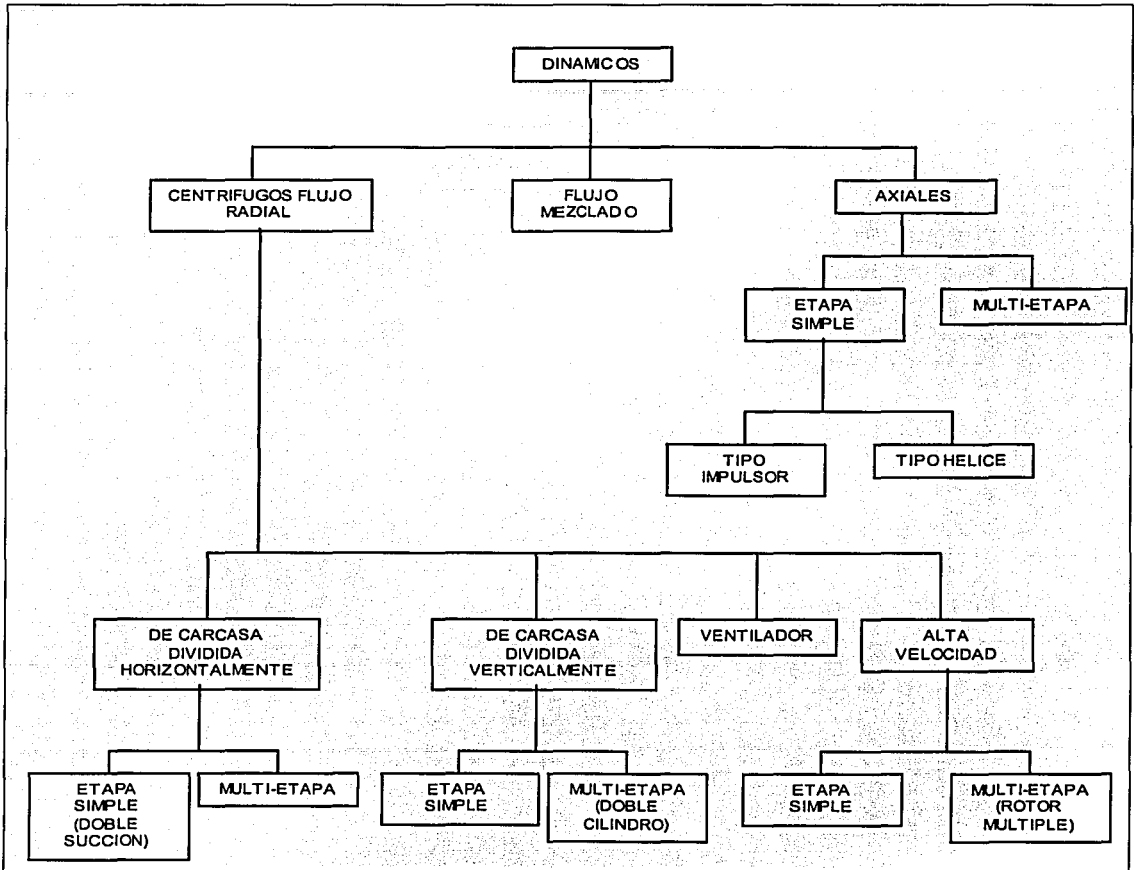 DINAMICOS
CENTRIFUGOS FLUJO
RADIAL
FLUJO
MEZCLADO
AXIALES
ETAPA
SIMPLE
MULTI-ETAPA
TIPO
IMPULSOR
TIPO HELICE
DE CARCASA
DIVIDIDA
HORIZONTALMENTE
DE CARCASA
DIVIDIDA
VERTICALMENTE
VENTILADOR
ALTA
VELOCIDAD
ETAPA
SIMPLE
(DOBLE
SUCCION)
MULTI-ETAPA
ETAPA
SIMPLE
MULTI-ETAPA
(DOBLE
CILINDRO)
ETAPA
SIMPLE
MULTI-ETAPA
(ROTOR
MULTIPLE)